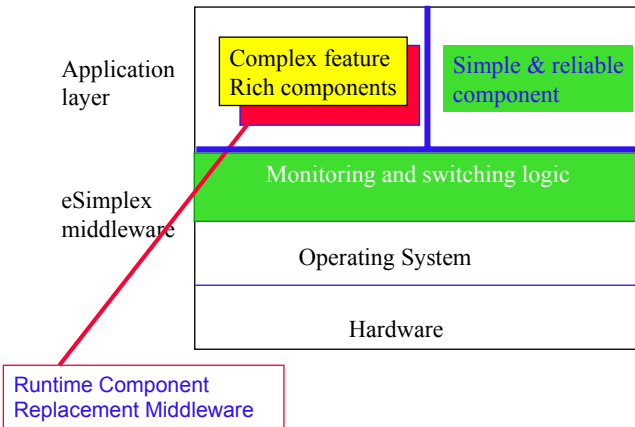 Application
layer
Complex feature
Rich components
Simple & reliable
component
Monitoring and switching logic
eSimplex
middleware
Operating System
Hardware
Runtime Component
Replacement Middleware